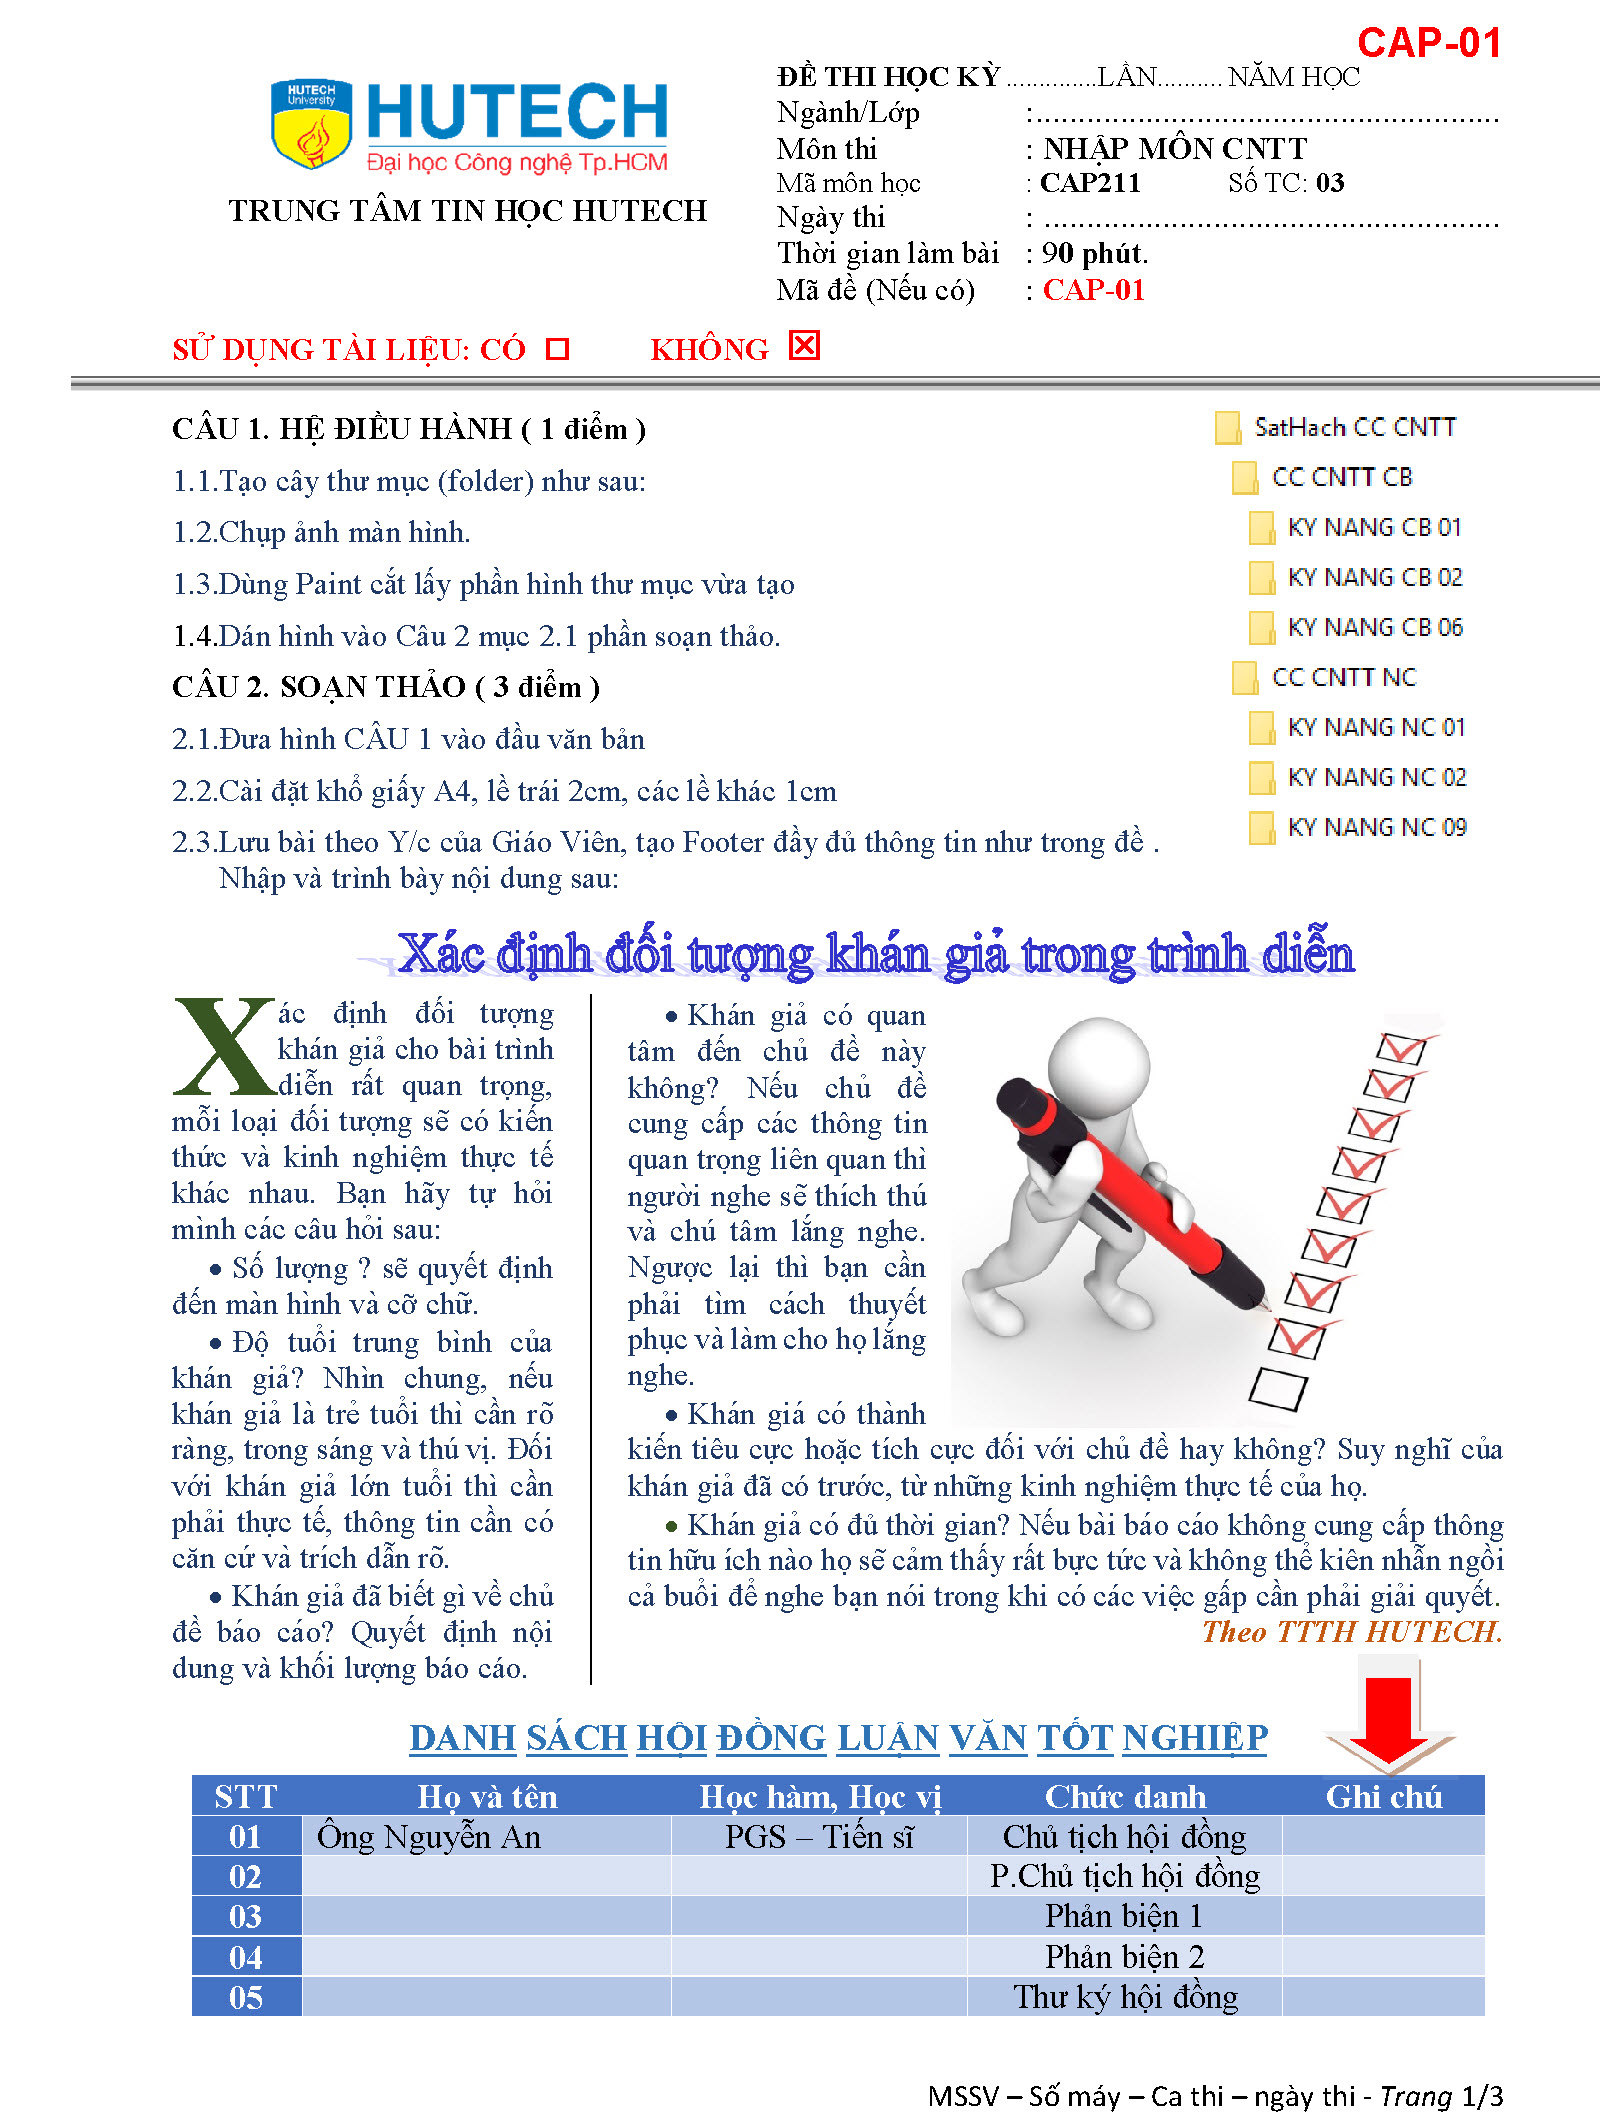 CAP-01
HUTECH
University
HUTECH
Đại học Công nghệ Tp.HCM
TRUNG TÂM TIN HỌC HUTECH
ĐỀ THI HỌC KỲ ..............LẦN.......... NĂM HỌC
Ngành/Lớp :.......................................................
Môn thi : NHẬP MÔN CNTT
Mã môn học : CAP211 Số TC: 03
Ngày thi : ......................................................
Thời gian làm bài : 90 phút.
Mã đề (Nếu có) : CAP-01
SỬ DỤNG TÀI LIỆU: CÓ ☐ KHÔNG ☒
CÂU 1. HỆ ĐIỀU HÀNH ( 1 điểm )
1.1.Tạo cây thư mục (folder) như sau:
1.2.Chụp ảnh màn hình.
1.3.Dùng Paint cắt lấy phần hình thư mục vừa tạo
1.4.Dán hình vào Câu 2 mục 2.1 phần soạn thảo.
SatHach CC CNTT
CC CNTT CB
KY NANG CB 01
KY NANG CB 02
KY NANG CB 06
CC CNTT NC
KY NANG NC 01
KY NANG NC 02
KY NANG NC 09
CÂU 2. SOẠN THẢO ( 3 điểm )
2.1.Đưa hình CÂU 1 vào đầu văn bản
2.2.Cài đặt khổ giấy A4, lề trái 2cm, các lề khác 1cm
2.3.Lưu bài theo Y/c của Giáo Viên, tạo Footer đầy đủ thông tin như trong đề .
Nhập và trình bày nội dung sau:
Xác định đối tượng khán giả trong trình diễn
Xác định đối tượng
khán giả cho bài trình
diễn rất quan trọng,
mỗi loại đối tượng sẽ có kiến
thức và kinh nghiệm thực tế
khác nhau. Bạn hãy tự hỏi
mình các câu hỏi sau:
• Số lượng ? sẽ quyết định
đến màn hình và cỡ chữ.
• Độ tuổi trung bình của
khán giả? Nhìn chung, nếu
khán giả là trẻ tuổi thì cần rõ
ràng, trong sáng và thú vị. Đối
với khán giả lớn tuổi thì cần
phải thực tế, thông tin cần có
căn cứ và trích dẫn rõ.
• Khán giả đã biết gì về chủ
đề báo cáo? Quyết định nội
dung và khối lượng báo cáo.
• Khán giả có quan
tâm đến chủ đề này
không? Nếu chủ đề
cung cấp các thông tin
quan trọng liên quan thì
người nghe sẽ thích thú
và chú tâm lắng nghe.
Ngược lại thì bạn cần
phải tìm cách thuyết
phục và làm cho họ lắng
nghe.
• Khán giá có thành
kiến tiêu cực hoặc tích cực đối với chủ đề hay không? Suy nghĩ của
khán giả đã có trước, từ những kinh nghiệm thực tế của họ.
• Khán giả có đủ thời gian? Nếu bài báo cáo không cung cấp thông
tin hữu ích nào họ sẽ cảm thấy rất bực tức và không thể kiên nhẫn ngồi
cả buổi để nghe bạn nói trong khi có các việc gấp cần phải giải quyết.
Theo TTTH HUTECH.
DANH SÁCH HỘI ĐỒNG LUẬN VĂN TỐT NGHIỆP
STT Họ và tên Học hàm, Học vị Chức danh Ghi chú
01 Ông Nguyễn An PGS – Tiến sĩ Chủ tịch hội đồng
02 P.Chủ tịch hội đồng
03 Phản biện 1
04 Phản biện 2
05 Thư ký hội đồng
MSSV – Số máy – Ca thi – ngày thi - Trang 1/3